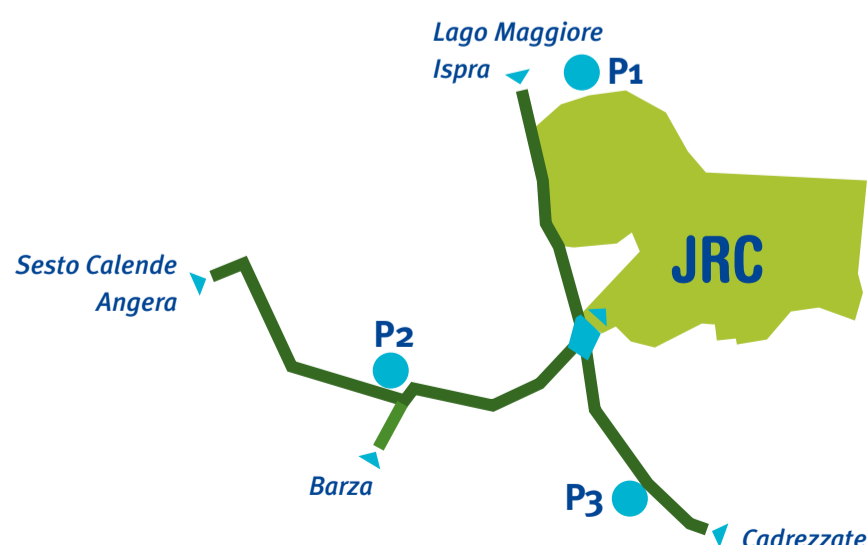 Lago Maggiore
Ispra
P1
JRC
Sesto Calende
Angera
P2
Barza
P3
Cadrezzate